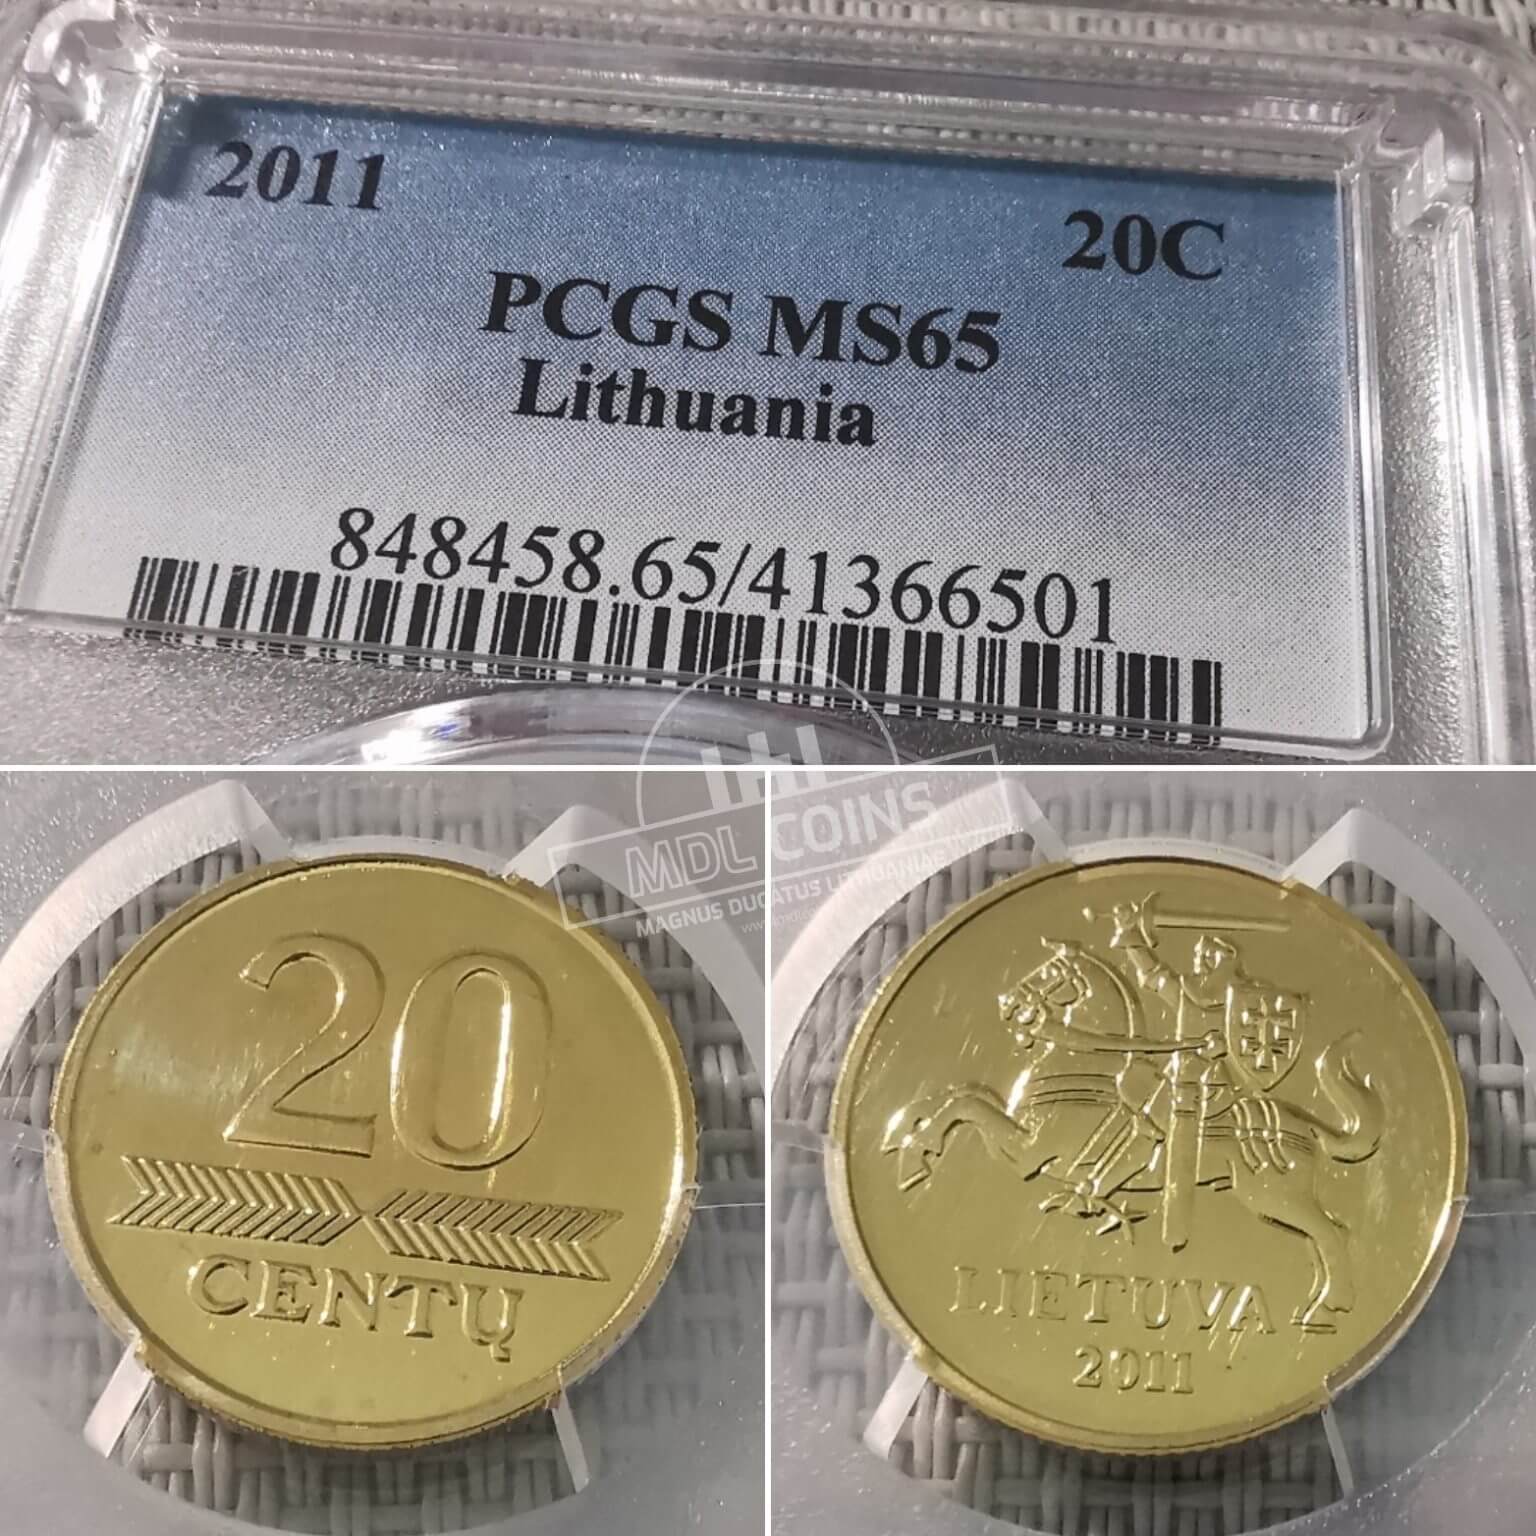 2011
20C
PCGS MS65
Lithuania
848458.65/41366501
MDL COINS
MAGNUS DUCATUS LITHUANIAE
20
CENTŲ
LIETUVA
2011